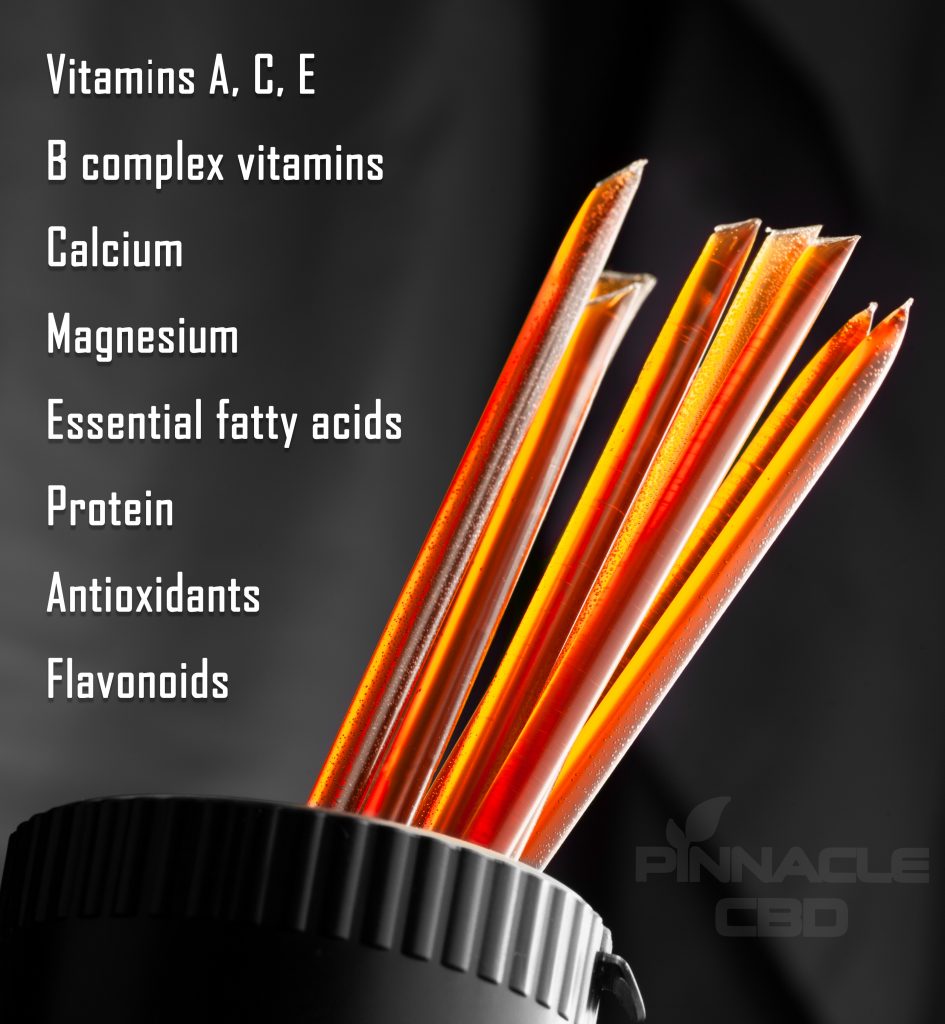 Vitamins A, C, E
B complex vitamins
Calcium
Magnesium
Essential fatty acids
Protein
Antioxidants
Flavonoids
PINNACLE
CBD